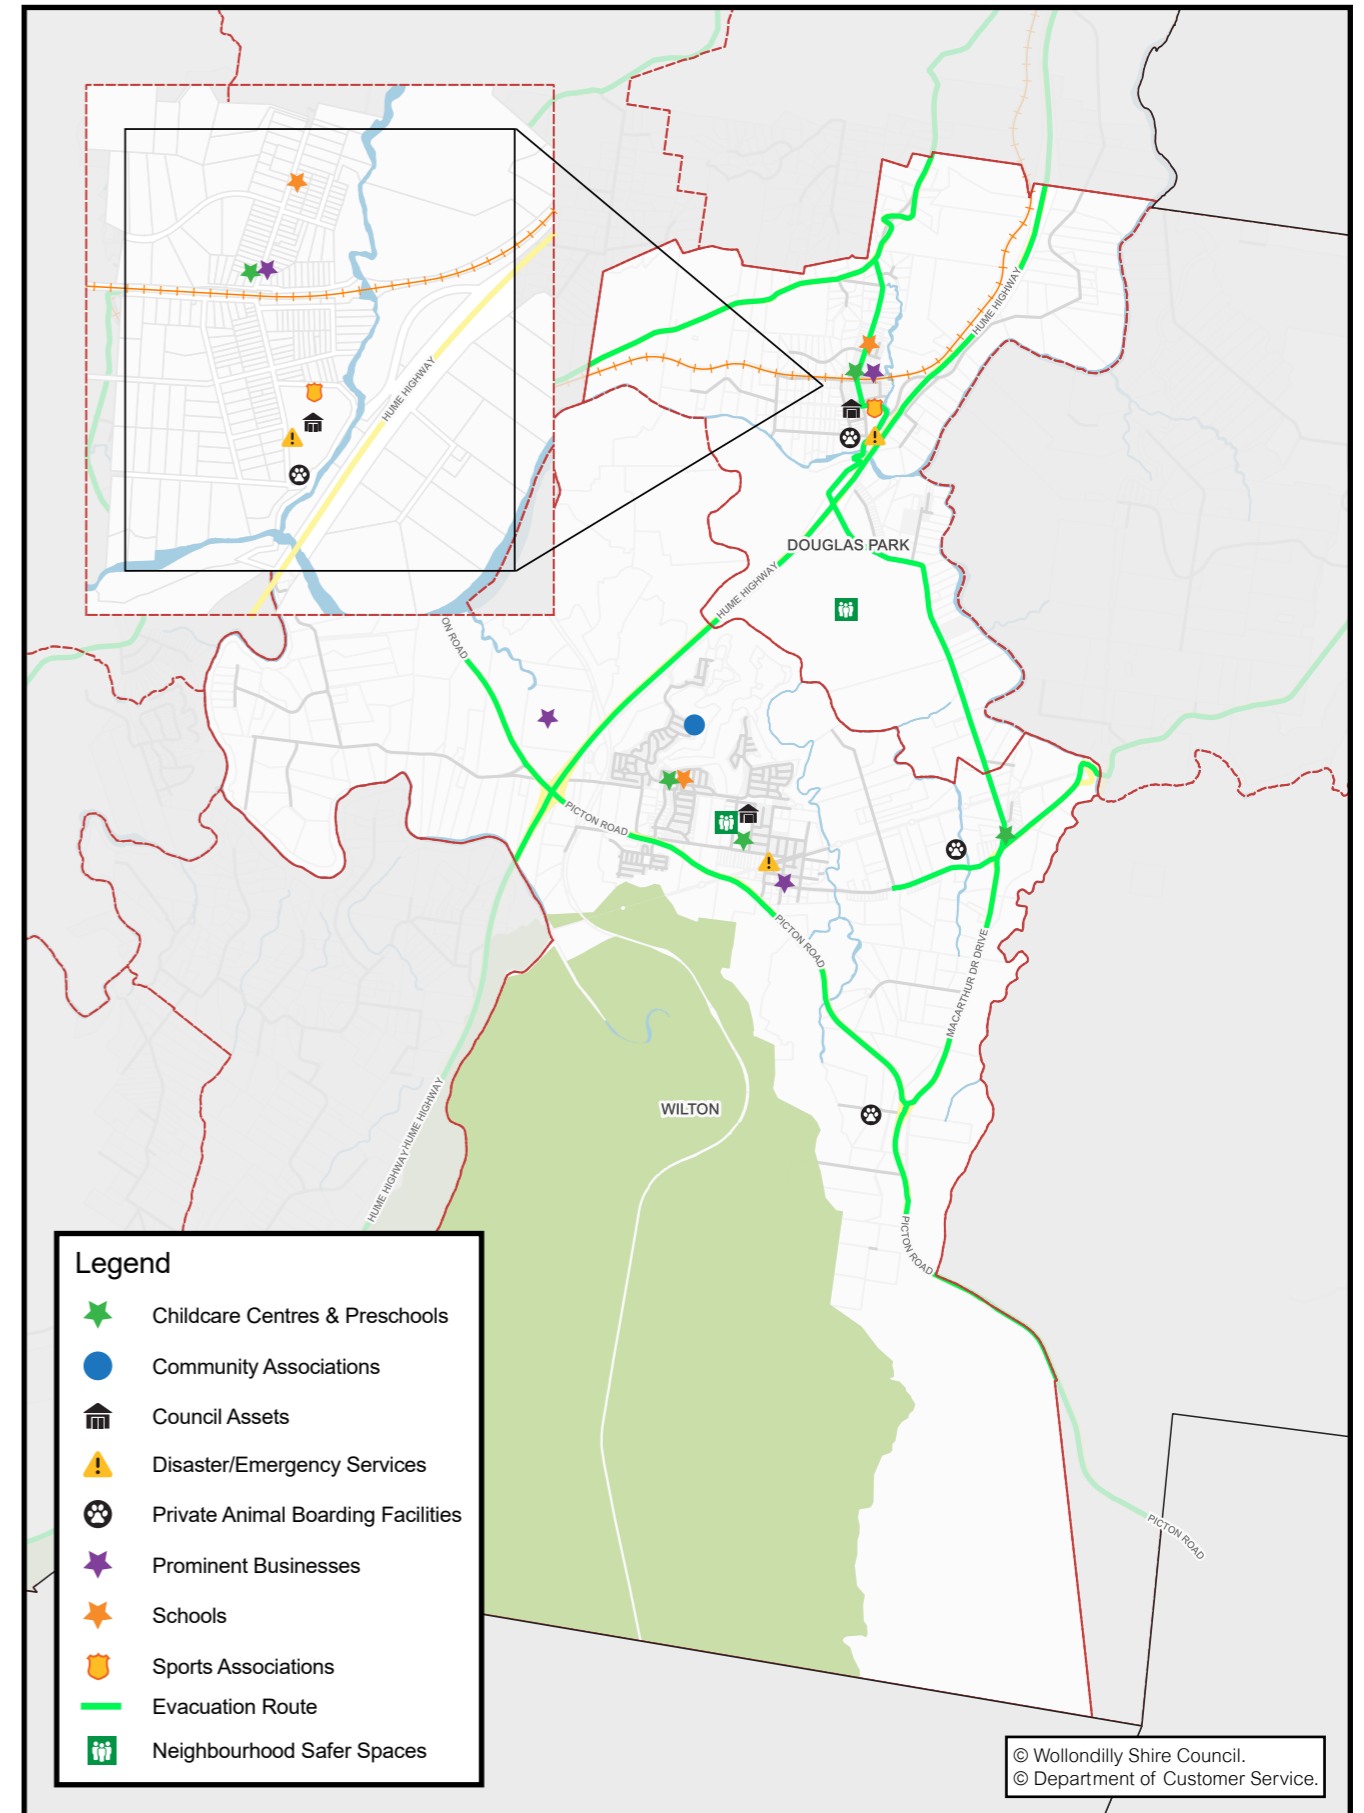 HUME HIGHWAY
HUME HIGHWAY
DOUGLAS PARK
HUME HIGHWAY
ON ROAD
PICTON ROAD
PICTON ROAD
MACARTHUR DR DRIVE
WILTON
HUME HIGHWAY
HUME HIGHWAY
PICTON ROAD
PICTON ROAD
Legend
Childcare Centres & Preschools
Community Associations
Council Assets
Disaster/Emergency Services
Private Animal Boarding Facilities
Prominent Businesses
Schools
Sports Associations
Evacuation Route
Neighbourhood Safer Spaces
© Wollondilly Shire Council.
© Department of Customer Service.